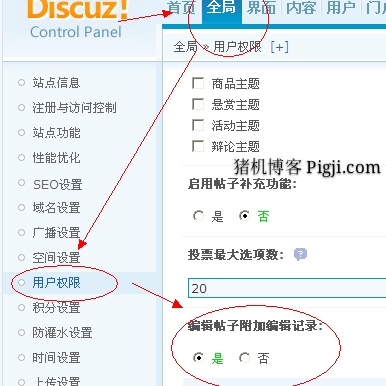 Discuz!
Control Panel
首页 全局 界面 内容 用户
全局 » 用户权限 [+]
站点信息
注册与访问控制
站点功能
性能优化
SEO设置
域名设置
广播设置
空间设置
用户权限
积分设置
防灌水设置
时间设置
上传设置
商品主题
悬赏主题
活动主题
辩论主题
猪机博客 Pigji.com
启用帖子补充功能:
是 否
投票最大选项数: ?
20
编辑帖子附加编辑记录:
是 否